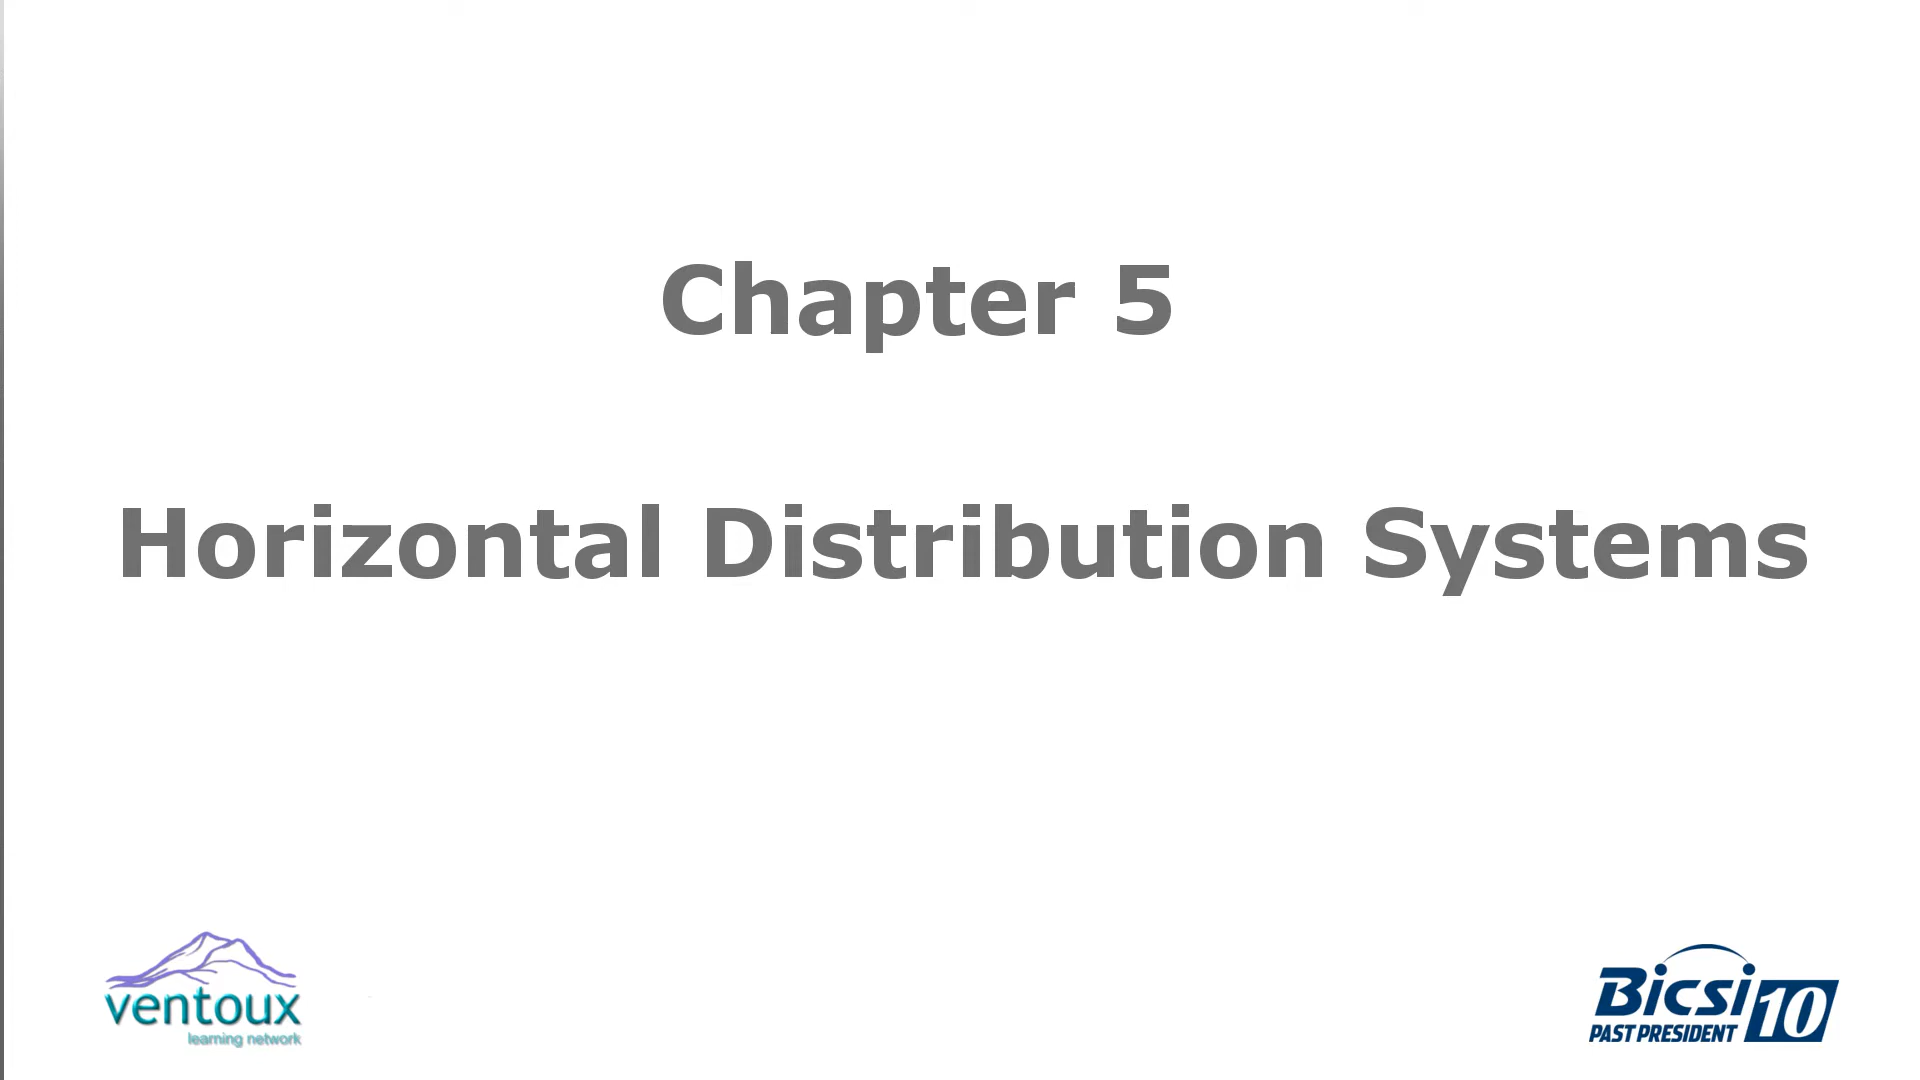 Chapter 5
Horizontal Distribution Systems
ventoux
learning network
Bicsi 10
PAST PRESIDENT